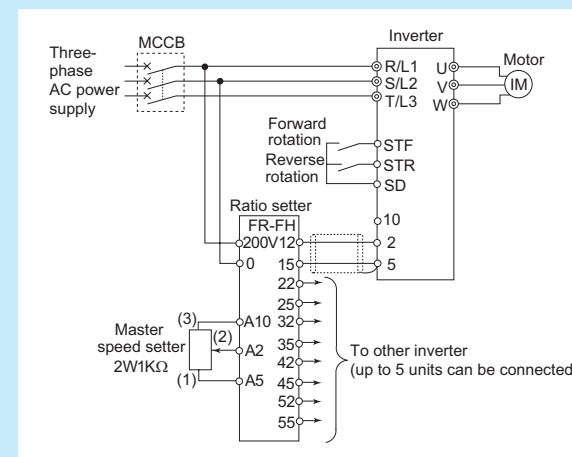 Inverter
MCCB
Motor
Three-
phase
AC power
supply
R/L1
S/L2
T/L3
U
V
W
IM
Forward
rotation
Reverse
rotation
STF
STR
SD
Ratio setter
FR-FH
10
200V 12
2
0
15
5
22
25
(3)
A10 32
Master
speed setter
2W1KΩ
(2)
A2
35
42
To other inverter
(up to 5 units can be connected
(1)
A5
45
52
55